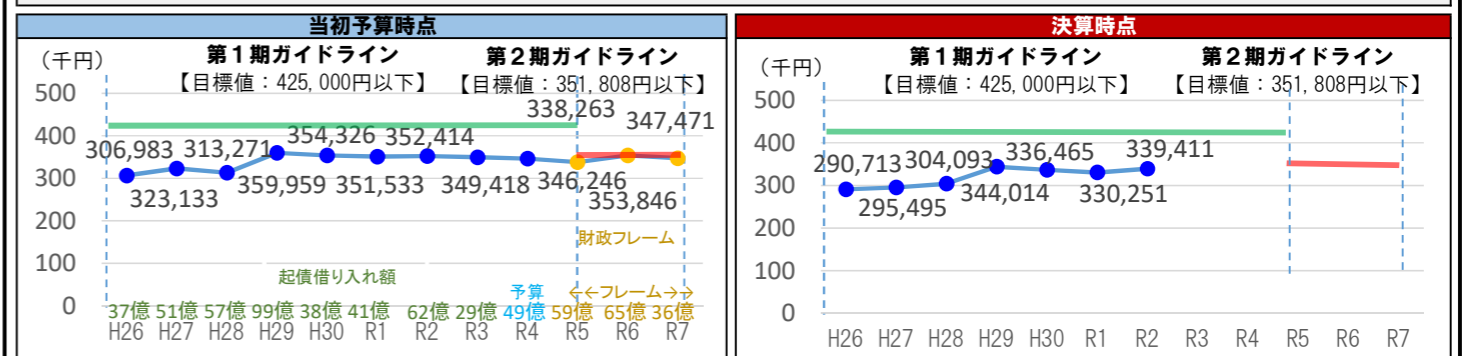 当初予算時点
（千円）
第１期ガイドライン
第２期ガイドライン
【目標値：425,000円以下】
【目標値：351,808円以下】
500
400
300
200
100
0
306,983
323,133
313,271
359,959
354,326
351,533
352,414
349,418
346,246
338,263
353,846
347,471
財政フレーム
起債借り入れ額
予算
←←フレーム→→
37億 51億 57億 99億 38億 41億 62億 29億 49億 59億 65億 36億
H26 H27 H28 H29 H30 R1 R2 R3 R4 R5 R6 R7
決算時点
（千円）
第１期ガイドライン
第２期ガイドライン
【目標値：425,000円以下】
【目標値：351,808円以下】
500
400
300
200
100
0
290,713
295,495
304,093
344,014
336,465
330,251
339,411
H26 H27 H28 H29 H30 R1 R2 R3 R4 R5 R6 R7